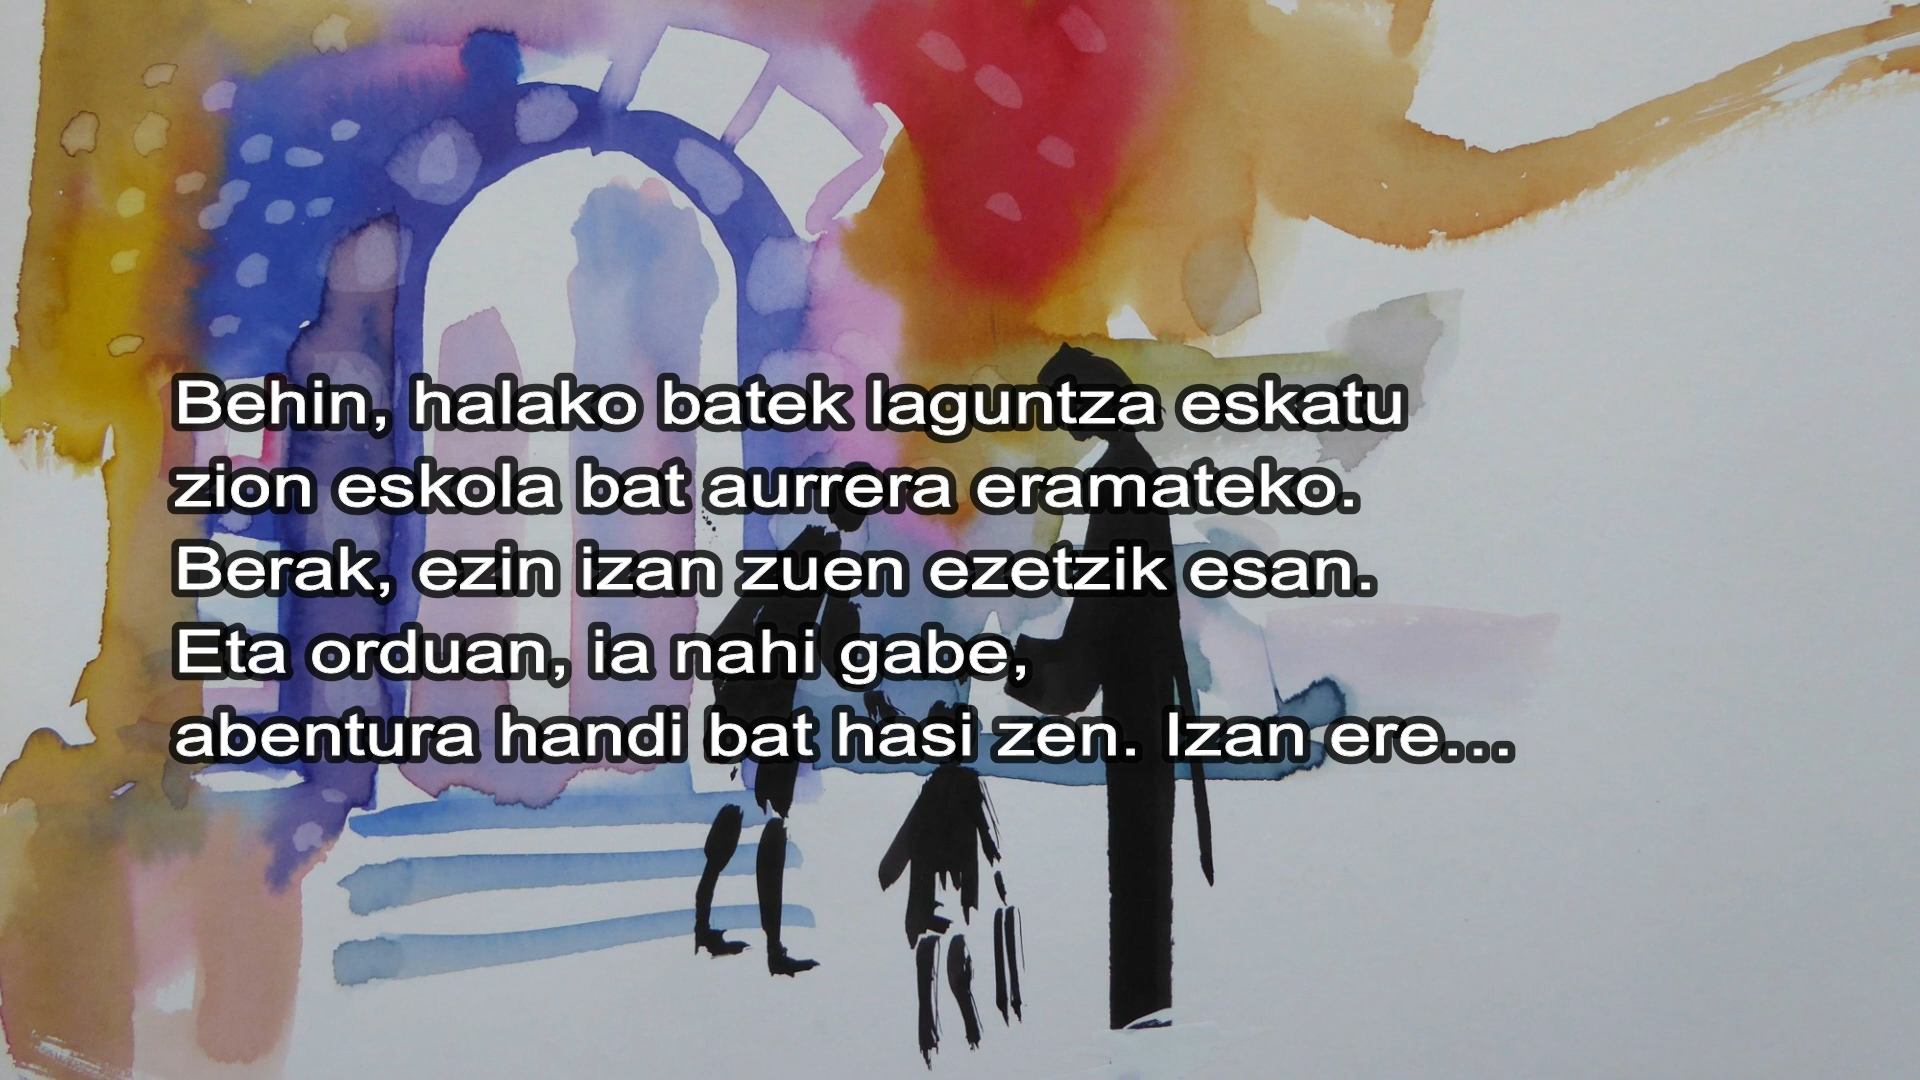 Behin, halako batek laguntza eskatu
zion eskola bat aurrera eramateko.
Berak, ezin izan zuen ezetzik esan.
Eta orduan, ia nahi gabe,
abentura handi bat hasi zen. Izan ere...